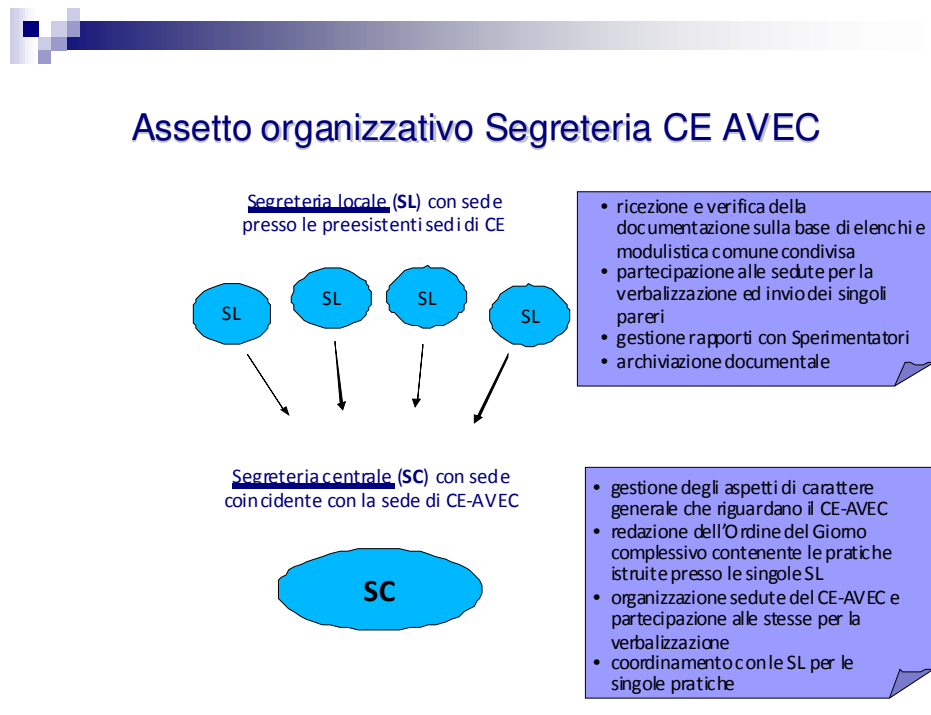 Assetto organizzativo Segreteria CE AVEC
Segreteria locale (SL) con sede
presso le preesistenti sedi di CE
SL
SL
SL
SL
• ricezione e verifica della
documentazione sulla base di elenchi e
modulistica comune condivisa
• partecipazione alle sedute per la
verbalizzazione ed invio dei singoli
pareri
• gestione rapporti con Sperimentatori
• archiviazione documentale
Segreteria centrale (SC) con sede
coincidente con la sede di CE-AVEC
SC
• gestione degli aspetti di carattere
generale che riguardano il CE-AVEC
• redazione dell'Ordine del Giorno
complessivo contenente le pratiche
istruite presso le singole SL
• organizzazione sedute del CE-AVEC e
partecipazione alle stesse per la
verbalizzazione
• coordinamento con le SL per le
singole pratiche